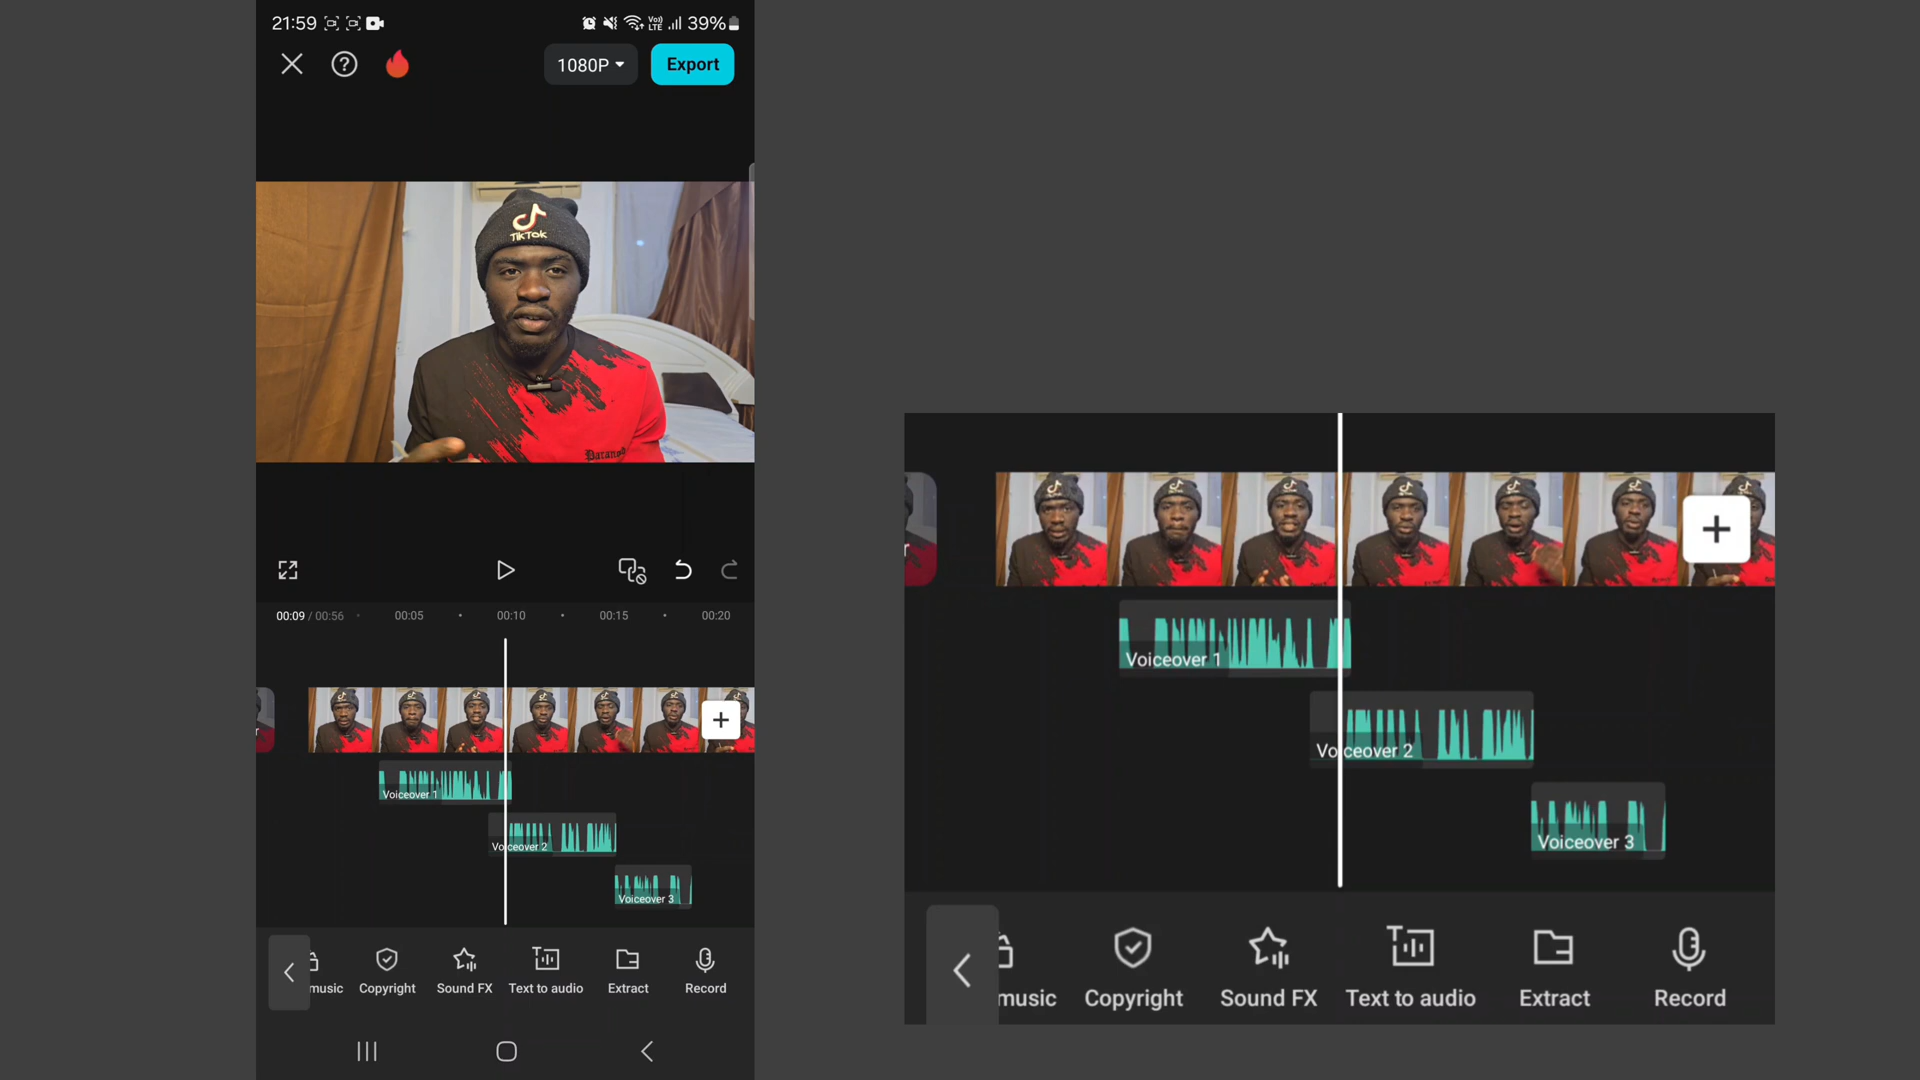 21:59
Vo) LTE
39%
1080P
Export
TikTok
00:09 / 00:56
00:05
00:10
00:15
00:20
r
Voiceover 1
Voiceover 2
Voiceover 3
music
Copyright
Sound FX
Text to audio
Extract
Record
r
Voiceover 1
Voiceover 2
Voiceover 3
music
Copyright
Sound FX
Text to audio
Extract
Record